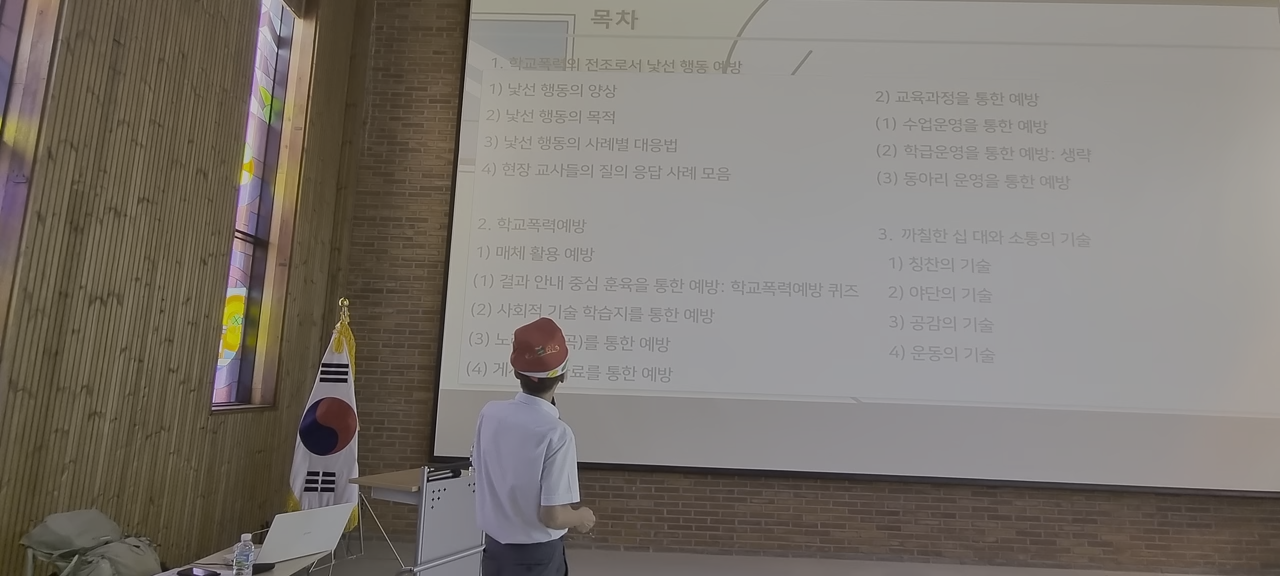 목차
1. 학교폭력의 전조로서 낯선 행동 예방
1) 낯선 행동의 양상
2) 낯선 행동의 목적
3) 낯선 행동의 사례별 대응법
4) 현장 교사들의 질의 응답 사례 모음
2. 학교폭력예방
1) 매체 활용 예방
(1) 결과 안내 중심 훈육을 통한 예방: 학교폭력예방 퀴즈
(2) 사회적 기술 학습지를 통한 예방
(3) 곡)를 통한 예방
(4) 통한 예방
2) 교육과정을 통한 예방
(1) 수업운영을 통한 예방
(2) 학급운영을 통한 예방: 생략
(3) 동아리 운영을 통한 예방
3. 까칠한 십 대와 소통의 기술
1) 칭찬의 기술
2) 야단의 기술
3) 공감의 기술
4) 운동의 기술